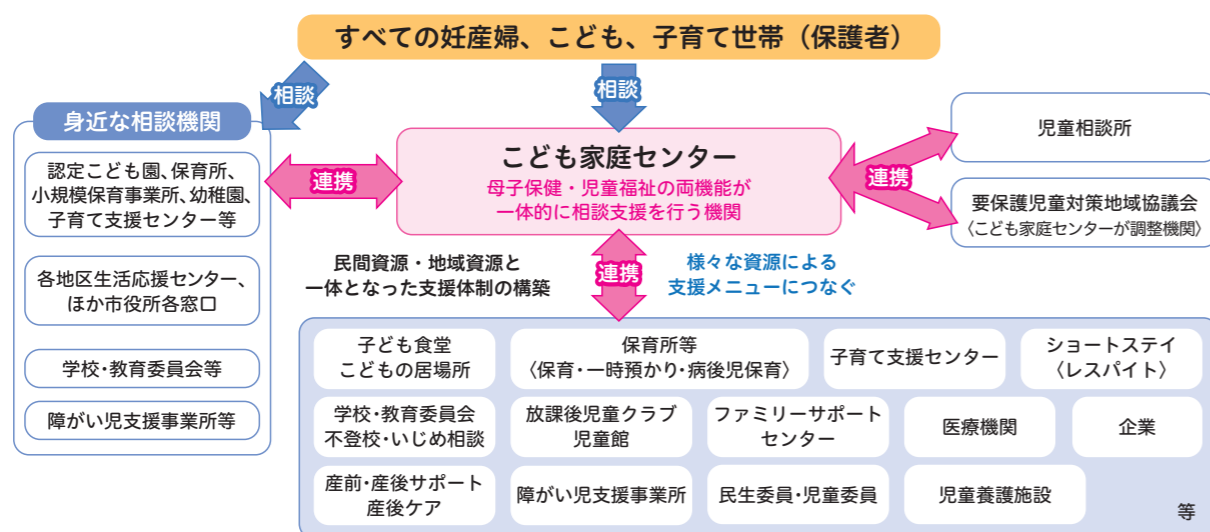 すべての妊産婦、こども、子育て世帯（保護者）
相談
相談
身近な相談機関
認定こども園、保育所、
小規模保育事業所、幼稚園、
子育て支援センター等
各地区生活応援センター、
ほか市役所各窓口
学校・教育委員会等
障がい児支援事業所等
連携
こども家庭センター
母子保健・児童福祉の両機能が
一体的に相談支援を行う機関
連携
児童相談所
要保護児童対策地域協議会
〈こども家庭センターが調整機関〉
民間資源・地域資源と
一体となった支援体制の構築
連携
様々な資源による
支援メニューにつなぐ
子ども食堂
こどもの居場所
保育所等
〈保育・一時預かり・病後児保育〉
子育て支援センター
ショートステイ
〈レスパイト〉
学校・教育委員会
不登校・いじめ相談
放課後児童クラブ
児童館
ファミリーサポート
センター
医療機関
企業
産前・産後サポート
産後ケア
障がい児支援事業所
民生委員・児童委員
児童養護施設
等